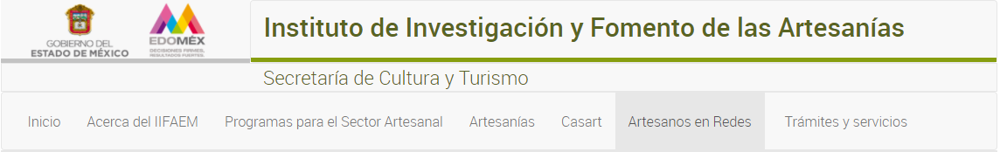 GOBIERNO DEL
ESTADO DE MÉXICO
EDOMÉX
DECISIONES FIRMES,
RESULTADOS FUERTES.
Instituto de Investigación y Fomento de las Artesanías
Secretaría de Cultura y Turismo
Inicio Acerca del IIFAEM Programas para el Sector Artesanal Artesanías Casart Artesanos en Redes Trámites y servicios